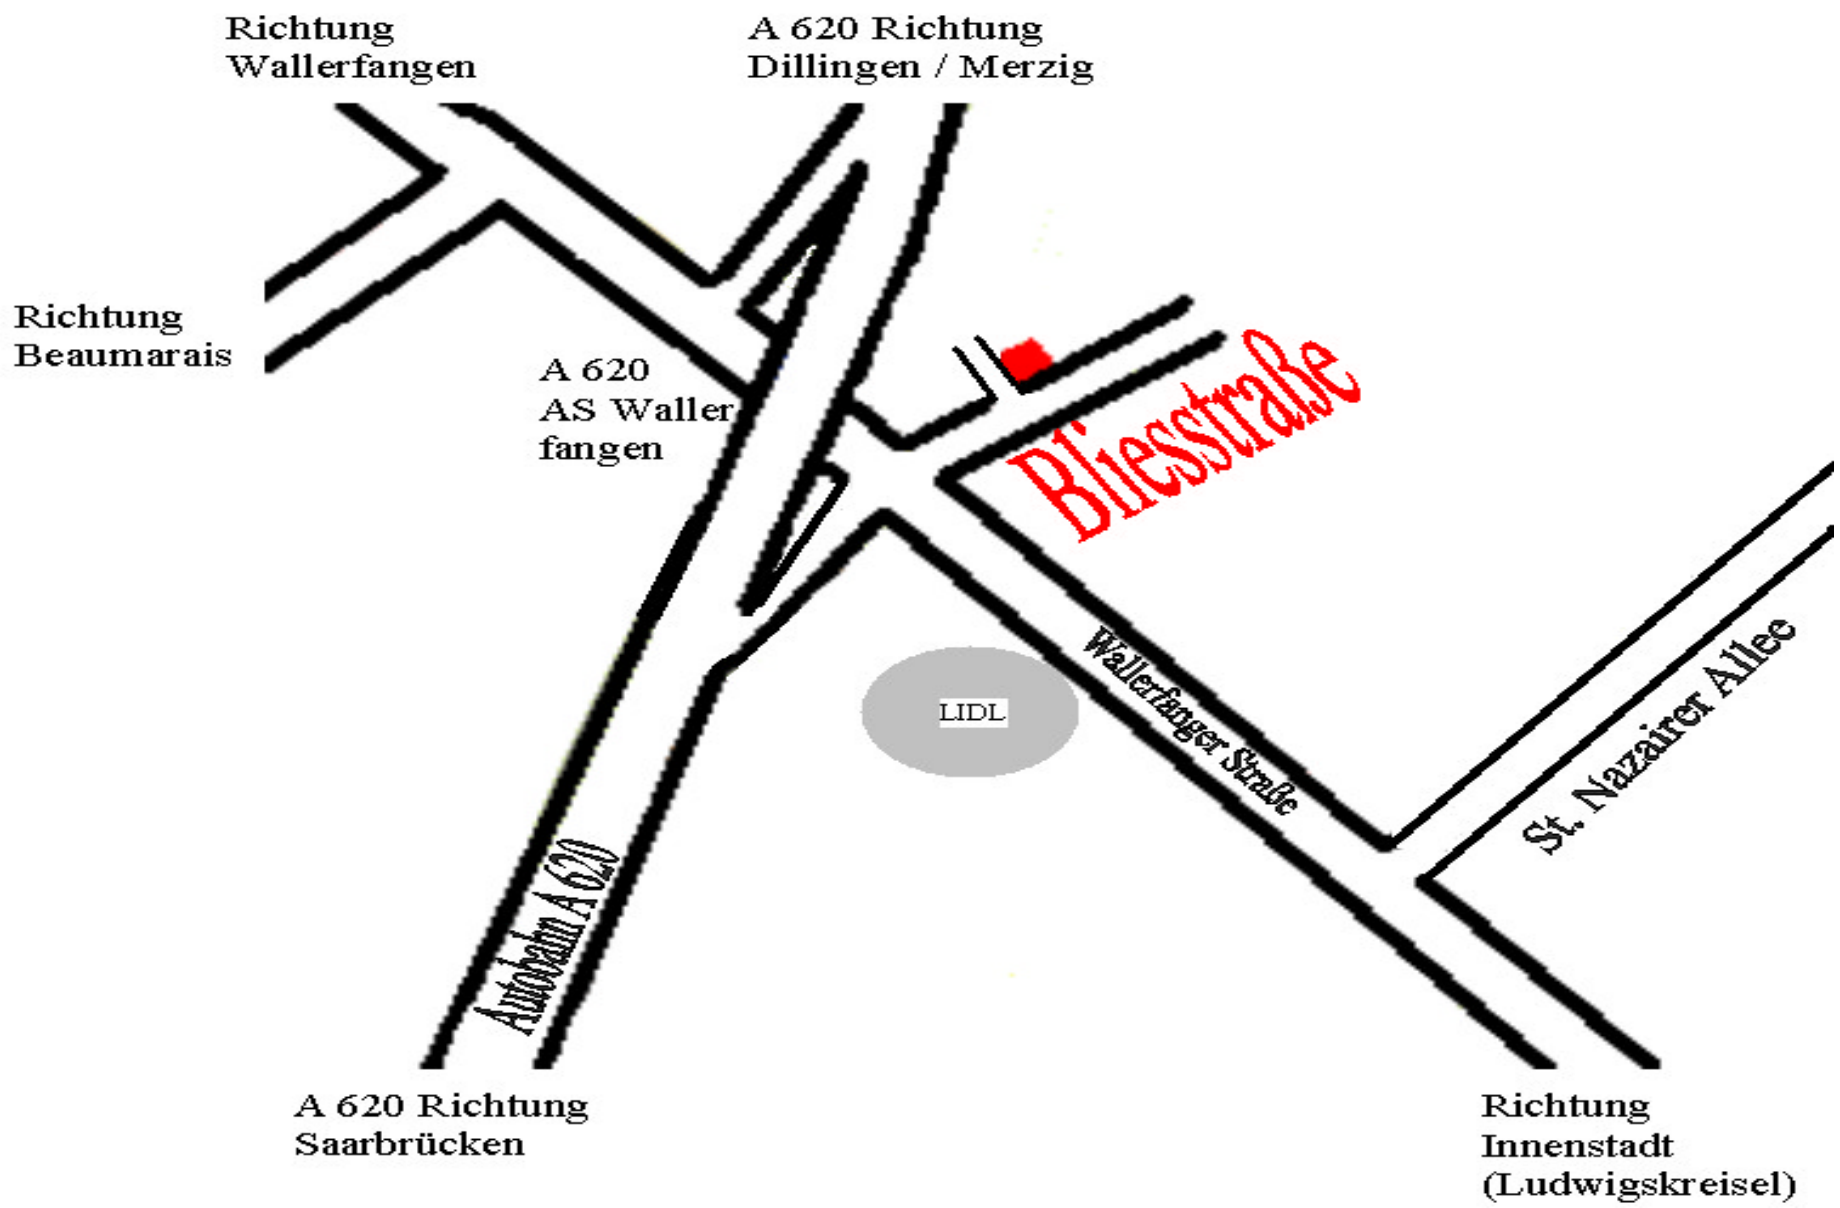 Richtung
Wallerfangen
A 620 Richtung
Dillingen / Merzig
Richtung
Beaumarais
A 620
AS Waller
fangen
Bliesstraße
Wallerfanger Straße
St. Nazairer Allee
LIDL
Autobahn A 620
A 620 Richtung
Saarbrücken
Richtung
Innenstadt
(Ludwigskreisel)